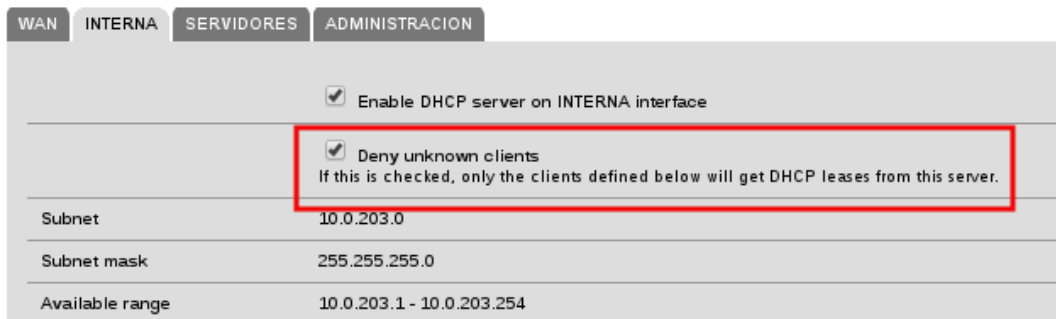 WAN INTERNA SERVIDORES ADMINISTRACION
Enable DHCP server on INTERNA interface
Deny unknown clients
If this is checked, only the clients defined below will get DHCP leases from this server.
Subnet 10.0.203.0
Subnet mask 255.255.255.0
Available range 10.0.203.1 - 10.0.203.254